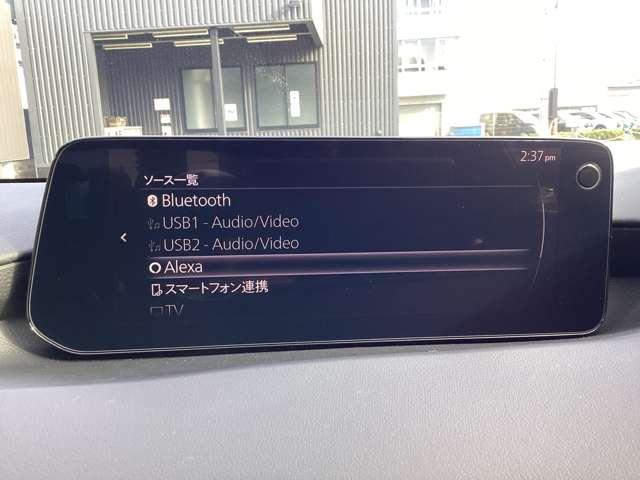 2:37 pm
ソース一覧
Bluetooth
USB1 - Audio/Video
USB2 - Audio/Video
Alexa
スマートフォン連携
TV